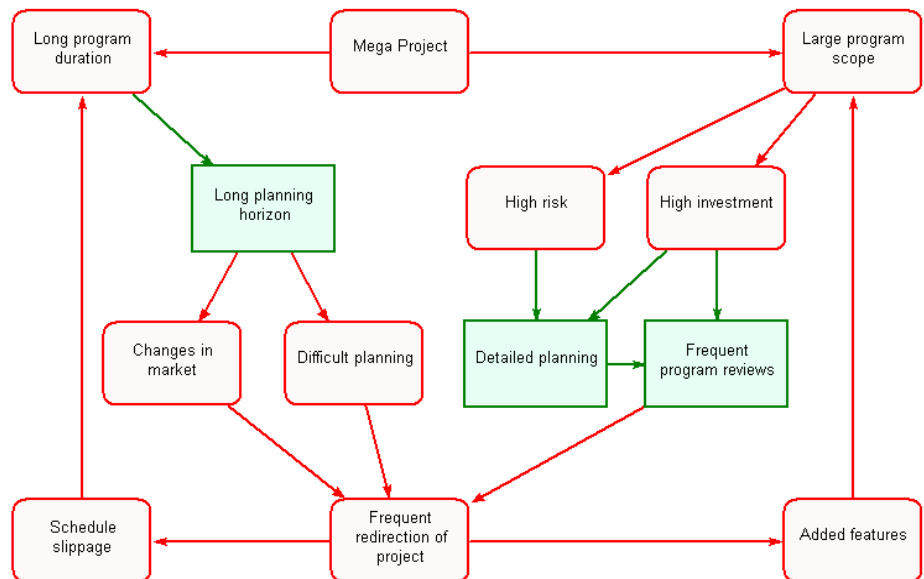 Long program
duration
Mega Project
Large program
scope
Long planning
horizon
High risk
High investment
Changes in
market
Difficult planning
Detailed planning
Frequent
program reviews
Schedule
slippage
Frequent
redirection of
project
Added features